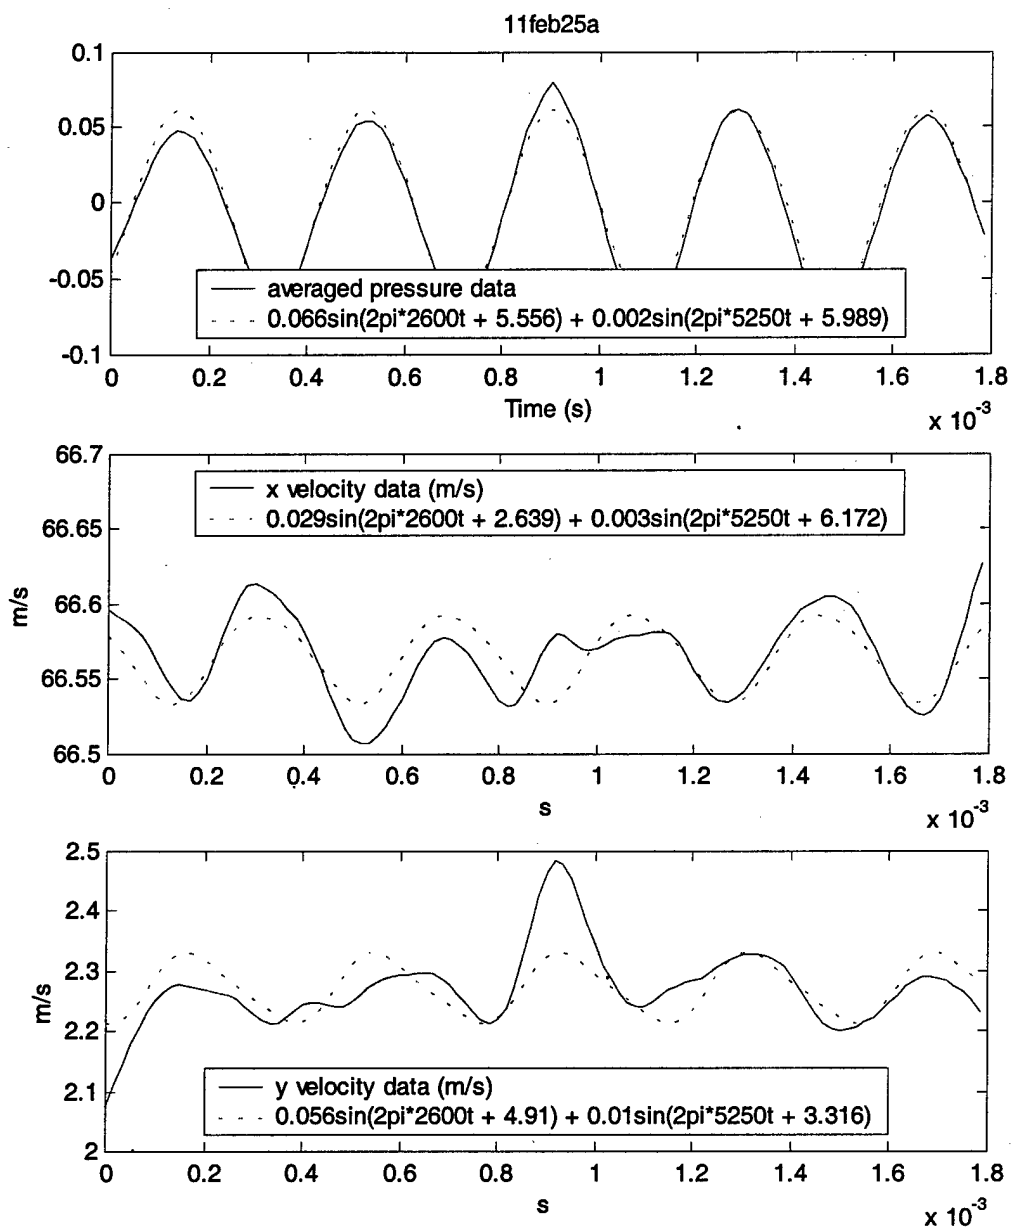 11feb25a
0.1
0.05
0
-0.05
-0.1
averaged pressure data
0.066sin(2pi*2600t + 5.556) + 0.002sin(2pi*5250t + 5.989)
0 0.2 0.4 0.6 0.8 1 1.2 1.4 1.6 1.8
Time (s)
x 10-3
66.7
66.65
66.6
66.55
66.5
m/s
x velocity data (m/s)
0.029sin(2pi*2600t + 2.639) + 0.003sin(2pi*5250t + 6.172)
0 0.2 0.4 0.6 0.8 1 1.2 1.4 1.6 1.8
s
x 10-3
2.5
2.4
2.3
2.2
2.1
2
m/s
y velocity data (m/s)
0.056sin(2pi*2600t + 4.91) + 0.01sin(2pi*5250t + 3.316)
0 0.2 0.4 0.6 0.8 1 1.2 1.4 1.6 1.8
s
x 10-3